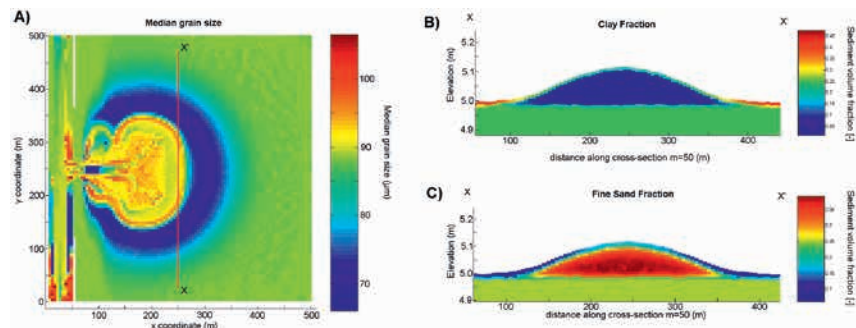 A)
Median grain size
500
400
300
200
100
0
y coordinate (m)
X
X
100
200
300
400
500
x coordinate (m)
100
90
80
70
Median grain size (μm)
B)
X
Clay Fraction
X'
5.2
5.1
5.0
4.9
Elevation (m)
100
200
300
400
distance along cross-section m=50 (m)
Sediment volume fraction [-]
C)
X
Fine Sand Fraction
X'
5.2
5.1
5.0
4.9
Elevation (m)
100
200
300
400
distance along cross-section m=50 (m)
Sediment volume fraction [-]